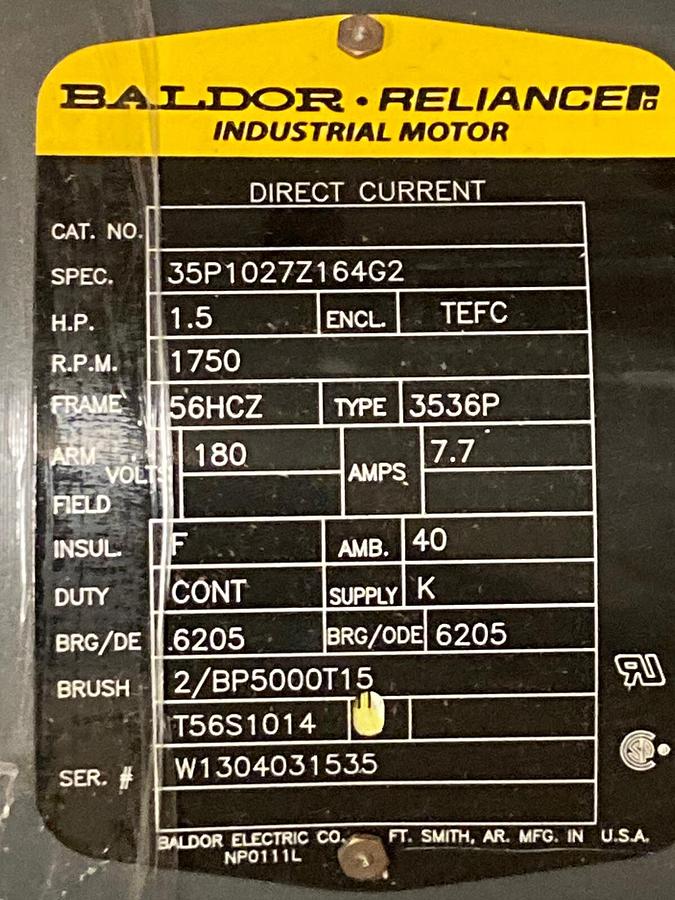 BALDOR • RELIANCE
INDUSTRIAL MOTOR
DIRECT CURRENT
CAT. NO.
SPEC. 35P1027Z164G2
H.P. 1.5 ENCL. TEFC
R.P.M. 1750
FRAME 56HCZ TYPE 3536P
ARM 180 7.7
VOLTS AMPS
FIELD
INSUL. F AMB. 40
DUTY CONT SUPPLY K
BRG/DE .6205 BRG/ODE 6205
BRUSH 2/BP5000T15
T56S1014
SER. # W1304031535
BALDOR ELECTRIC CO. FT. SMITH, AR. MFG. IN U.S.A.
NP0111L